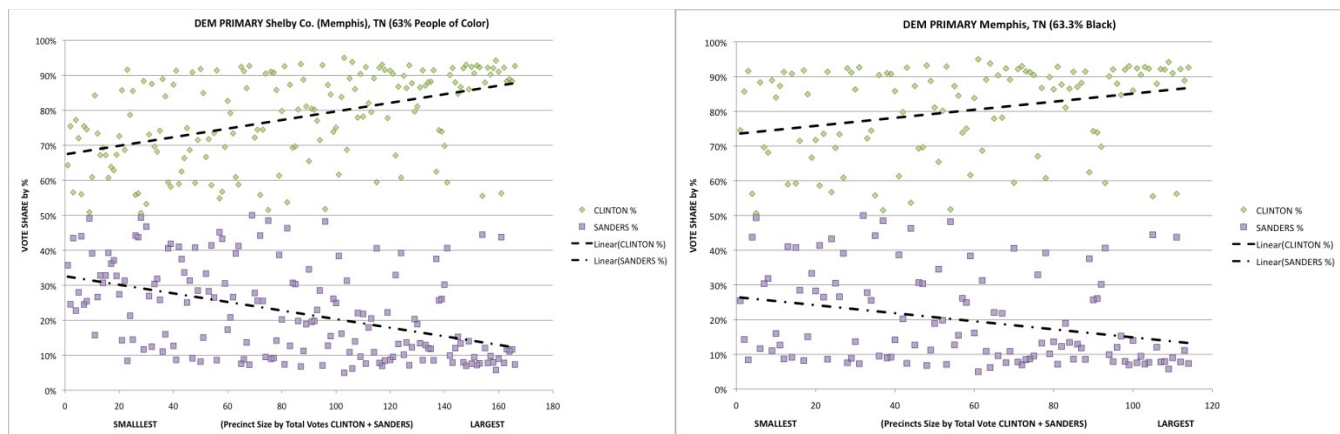 DEM PRIMARY Shelby Co. (Memphis), TN (63% People of Color)
100%
90%
80%
70%
60%
50%
40%
30%
20%
10%
0%
VOTE SHARE by %
0
20
40
60
80
100
120
140
160
180
SMALLLEST
(Precinct Size by Total Votes CLINTON + SANDERS)
LARGEST
CLINTON %
SANDERS %
Linear(CLINTON %)
Linear(SANDERS %)
DEM PRIMARY Memphis, TN (63.3% Black)
100%
90%
80%
70%
60%
50%
40%
30%
20%
10%
0%
VOTE SHARE by %
0
20
40
60
80
100
120
SMALLEST
(Precincts Size by Total Vote CLINTON + SANDERS)
LARGEST
CLINTON %
SANDERS %
Linear(CLINTON %)
Linear(SANDERS %)